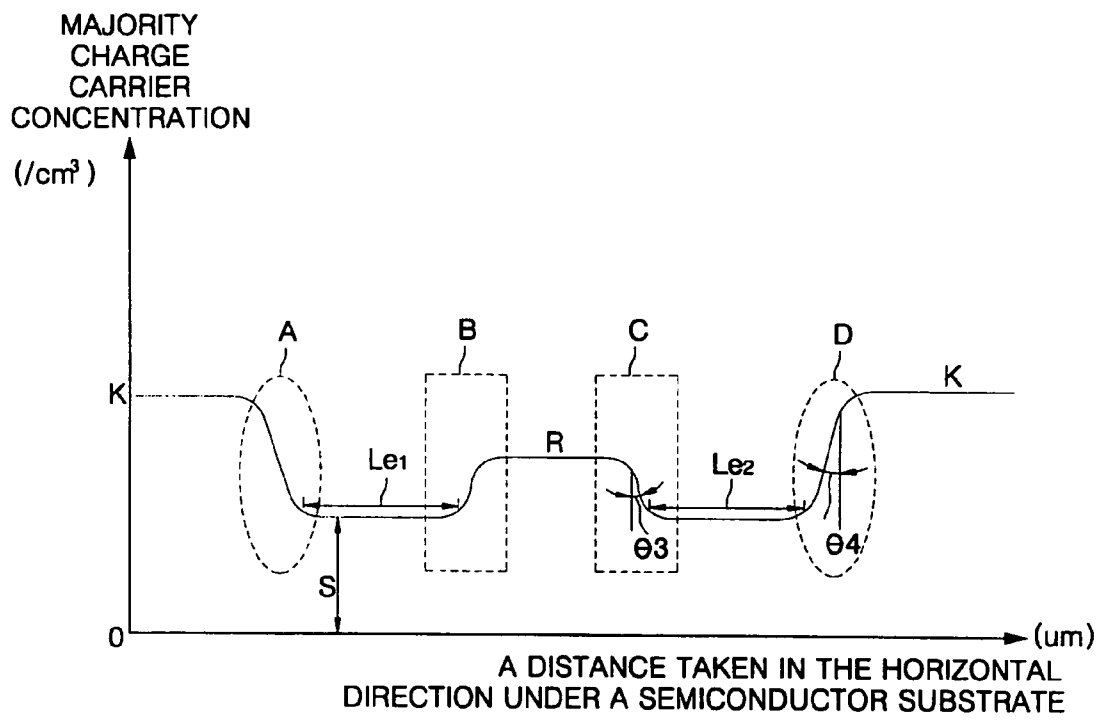 MAJORITY
CHARGE
CARRIER
CONCENTRATION
(/cm³)
A
B
C
D
K
K
R
Le₁
Le₂
θ3
θ4
S
0
(um)
A DISTANCE TAKEN IN THE HORIZONTAL
DIRECTION UNDER A SEMICONDUCTOR SUBSTRATE